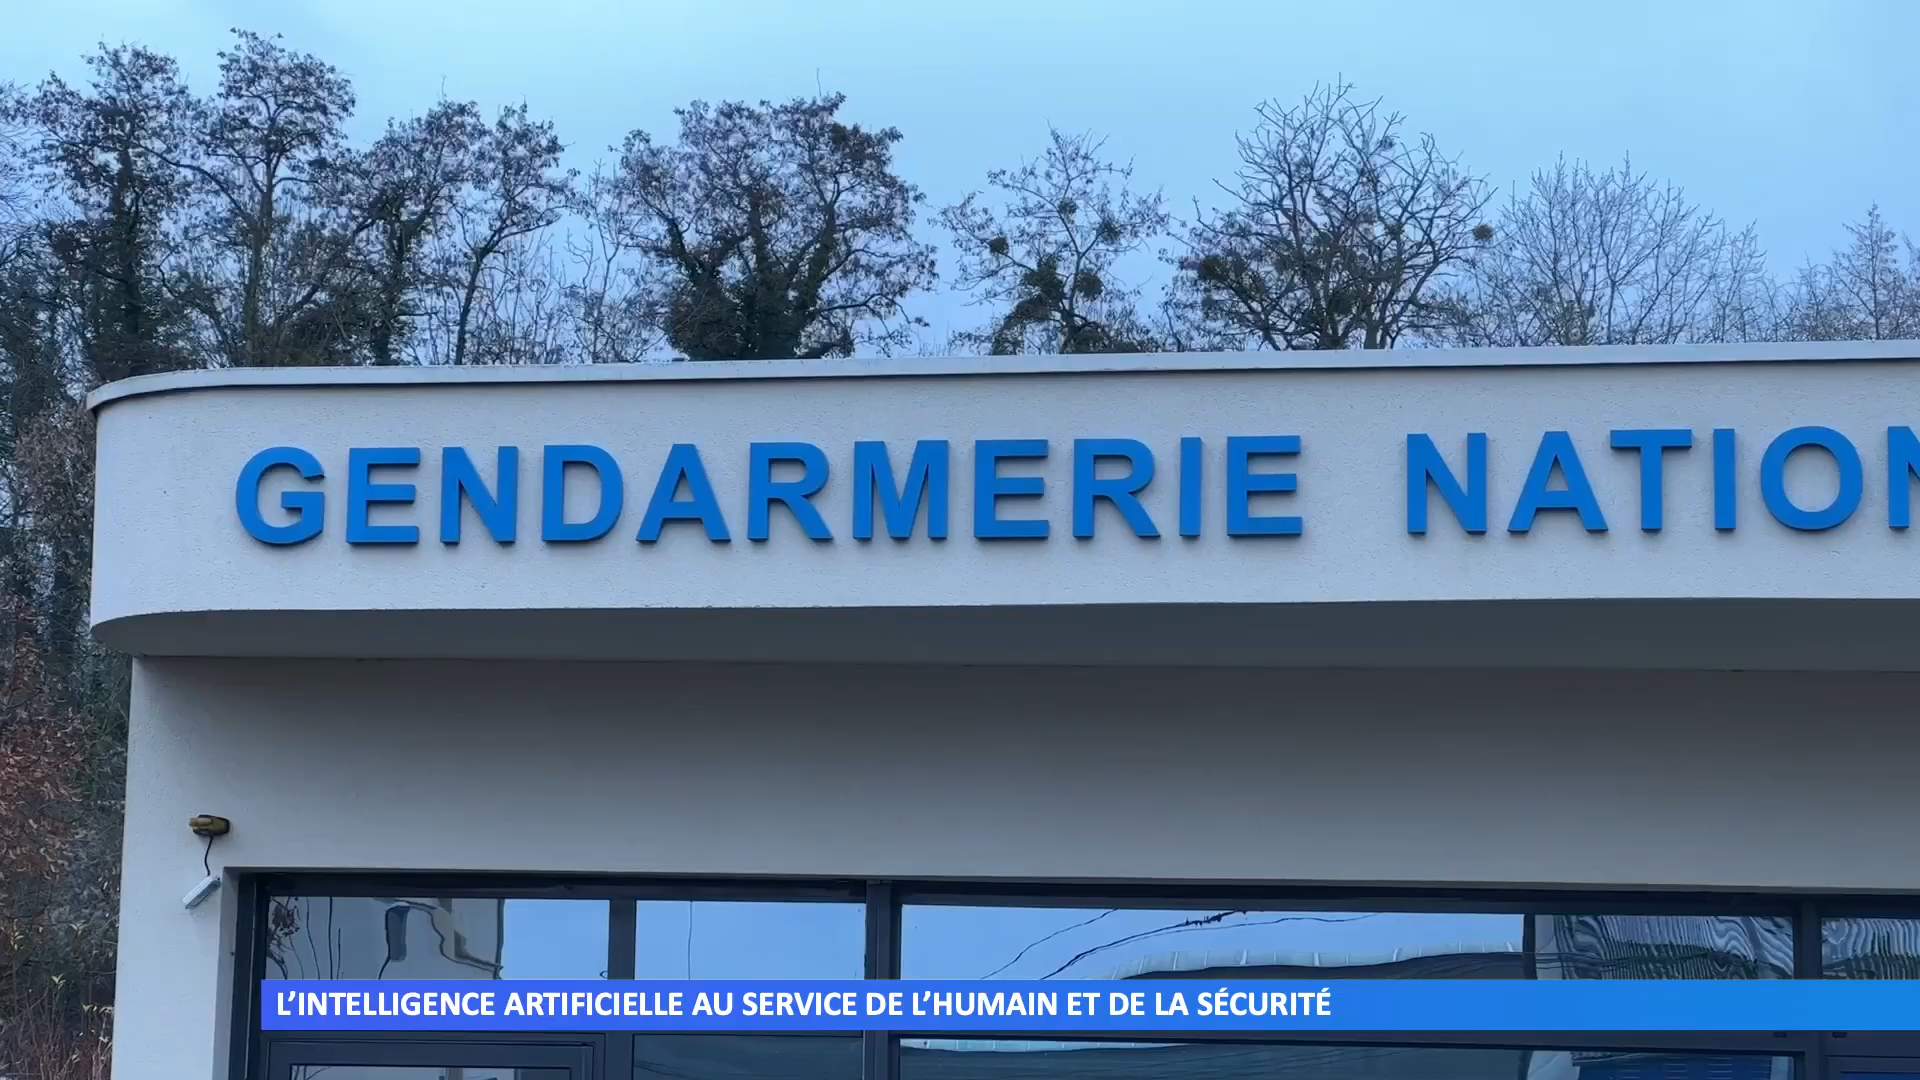 GENDARMERIE NATION
L’INTELLIGENCE ARTIFICIELLE AU SERVICE DE L’HUMAIN ET DE LA SÉCURITÉ